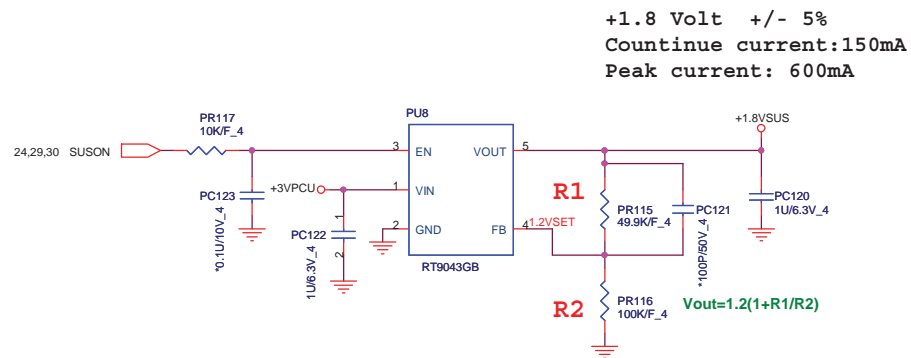 +1.8 Volt +/- 5%
Countinue current:150mA
Peak current: 600mA
PU8
+1.8VSUS
PR117
10K/F_4
24,29,30 SUSON
3 EN VOUT 5
+3VPCU
1 VIN
R1
PC123
*0.1U/10V_4
PR115
49.9K/F_4
PC121
*100P/50V_4
PC120
1U/6.3V_4
1
PC122
2
1U/6.3V_4
2 GND FB 4
1.2VSET
RT9043GB
R2
PR116
100K/F_4
Vout=1.2(1+R1/R2)